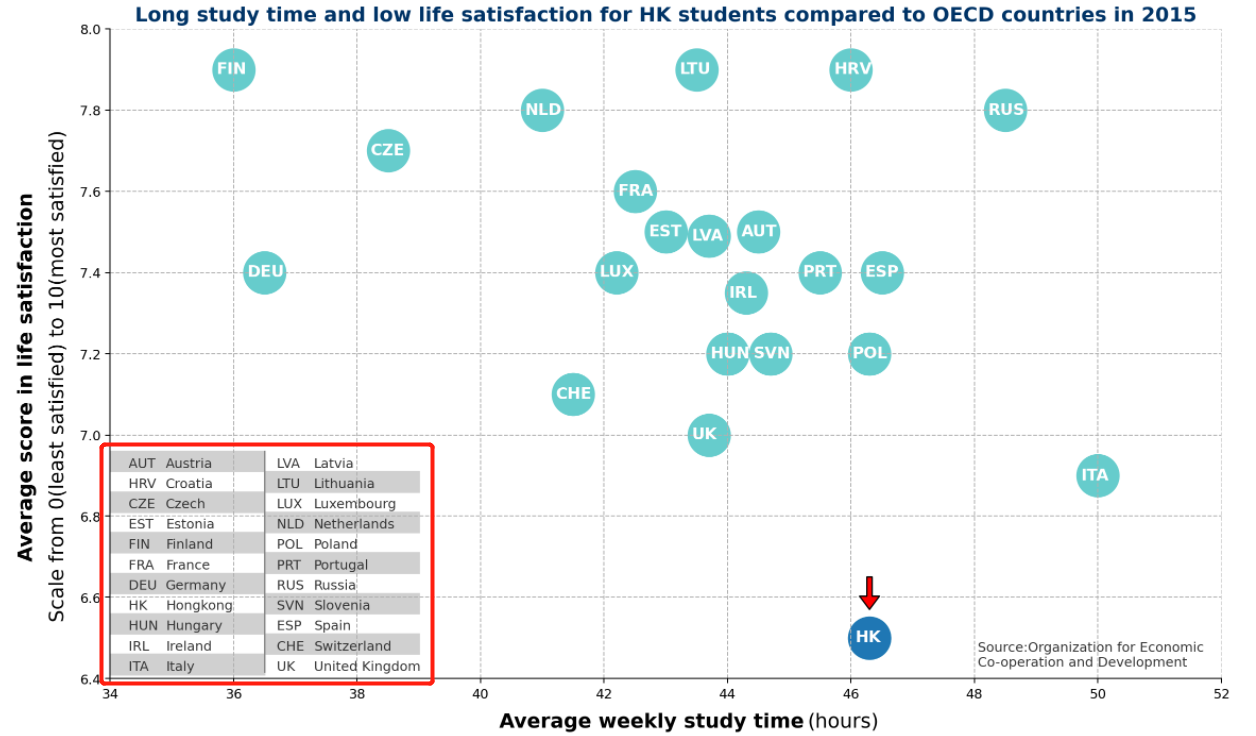 Long study time and low life satisfaction for HK students compared to OECD countries in 2015
Average score in life satisfaction
Scale from 0(least satisfied) to 10(most satisfied)
8.0
7.8
7.6
7.4
7.2
7.0
6.8
6.6
6.4
FIN
LTU
HRV
NLD
RUS
CZE
FRA
EST
LVA
AUT
DEU
LUX
PRT
ESP
IRL
HUN
SVN
POL
CHE
UK
ITA
HK
AUT Austria
HRV Croatia
CZE Czech
EST Estonia
FIN Finland
FRA France
DEU Germany
HK Hongkong
HUN Hungary
IRL Ireland
ITA Italy
LVA Latvia
LTU Lithuania
LUX Luxembourg
NLD Netherlands
POL Poland
PRT Portugal
RUS Russia
SVN Slovenia
ESP Spain
CHE Switzerland
UK United Kingdom
Source:Organization for Economic
Co-operation and Development
34 36 38 40 42 44 46 48 50 52
Average weekly study time (hours)